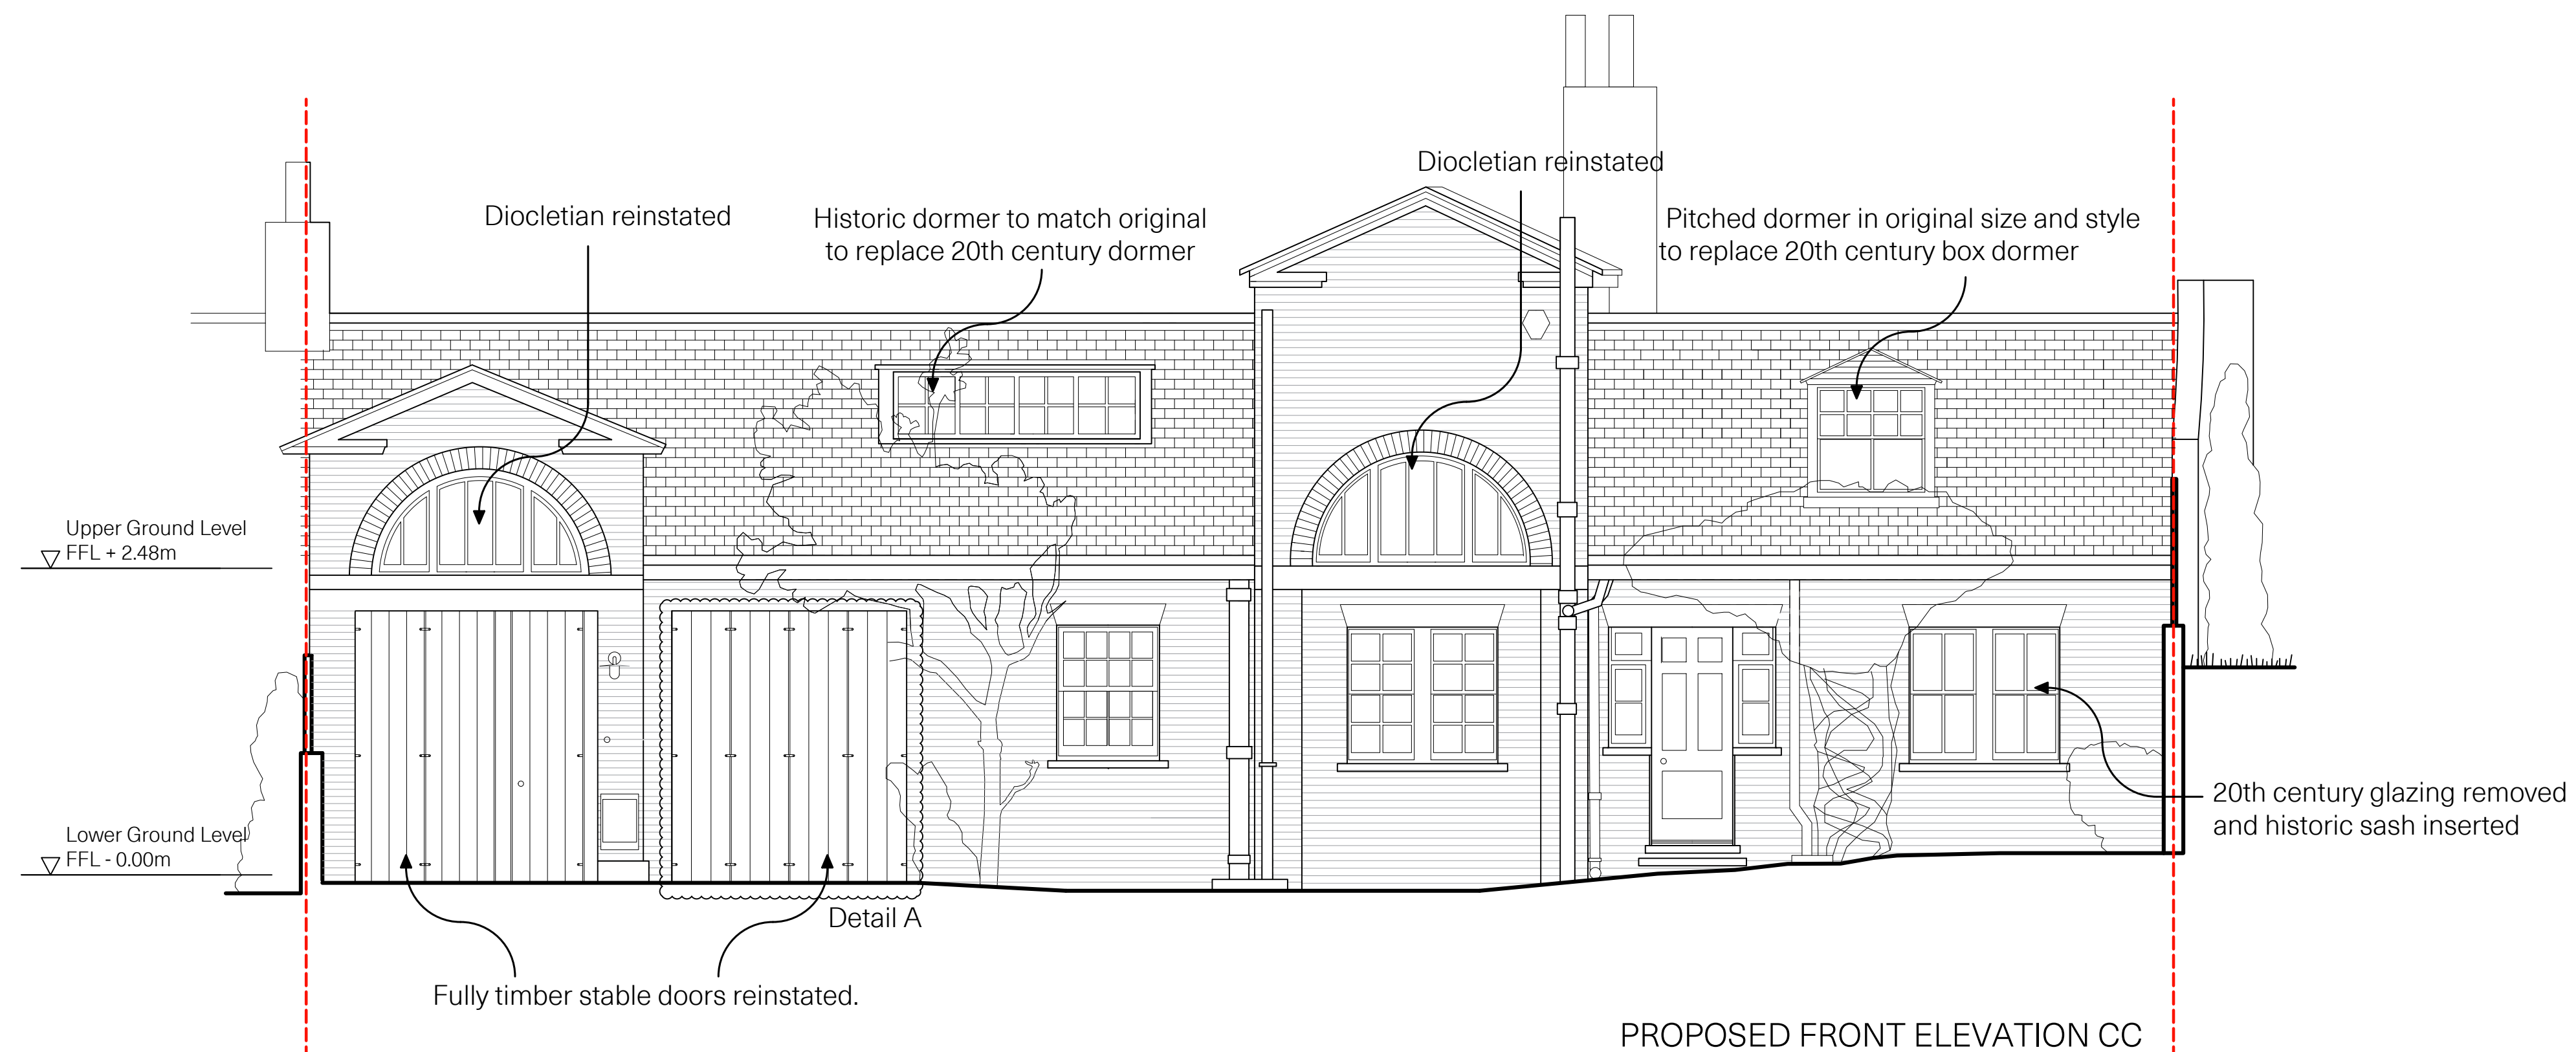 Diocletian reinstated
Diocletian reinstated
Historic dormer to match original
to replace 20th century dormer
Pitched dormer in original size and style
to replace 20th century box dormer
Upper Ground Level
FFL + 2.48m
20th century glazing removed
and historic sash inserted
Lower Ground Level
FFL - 0.00m
Detail A
Fully timber stable doors reinstated.
PROPOSED FRONT ELEVATION CC